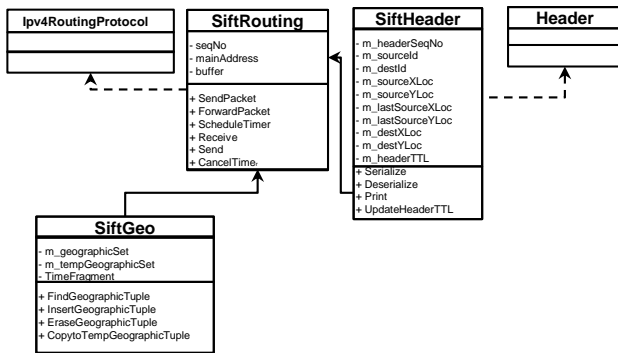 Ipv4RoutingProtocol
SiftRouting
- seqNo
- mainAddress
- buffer
+ SendPacket
+ ForwardPacket
+ ScheduleTimer
+ Receive
+ Send
+ CancelTimer
SiftHeader
- m_headerSeqNo
- m_sourceId
- m_destId
- m_sourceXLoc
- m_sourceYLoc
- m_lastSourceXLoc
- m_lastSourceYLoc
- m_destXLoc
- m_destYLoc
- m_headerTTL
+ Serialize
+ Deserialize
+ Print
+ UpdateHeaderTTL
Header
SiftGeo
- m_geographicSet
- m_tempGeographicSet
- TimeFragment
+ FindGeographicTuple
+ InsertGeographicTuple
+ EraseGeographicTuple
+ CopytoTempGeographicTuple